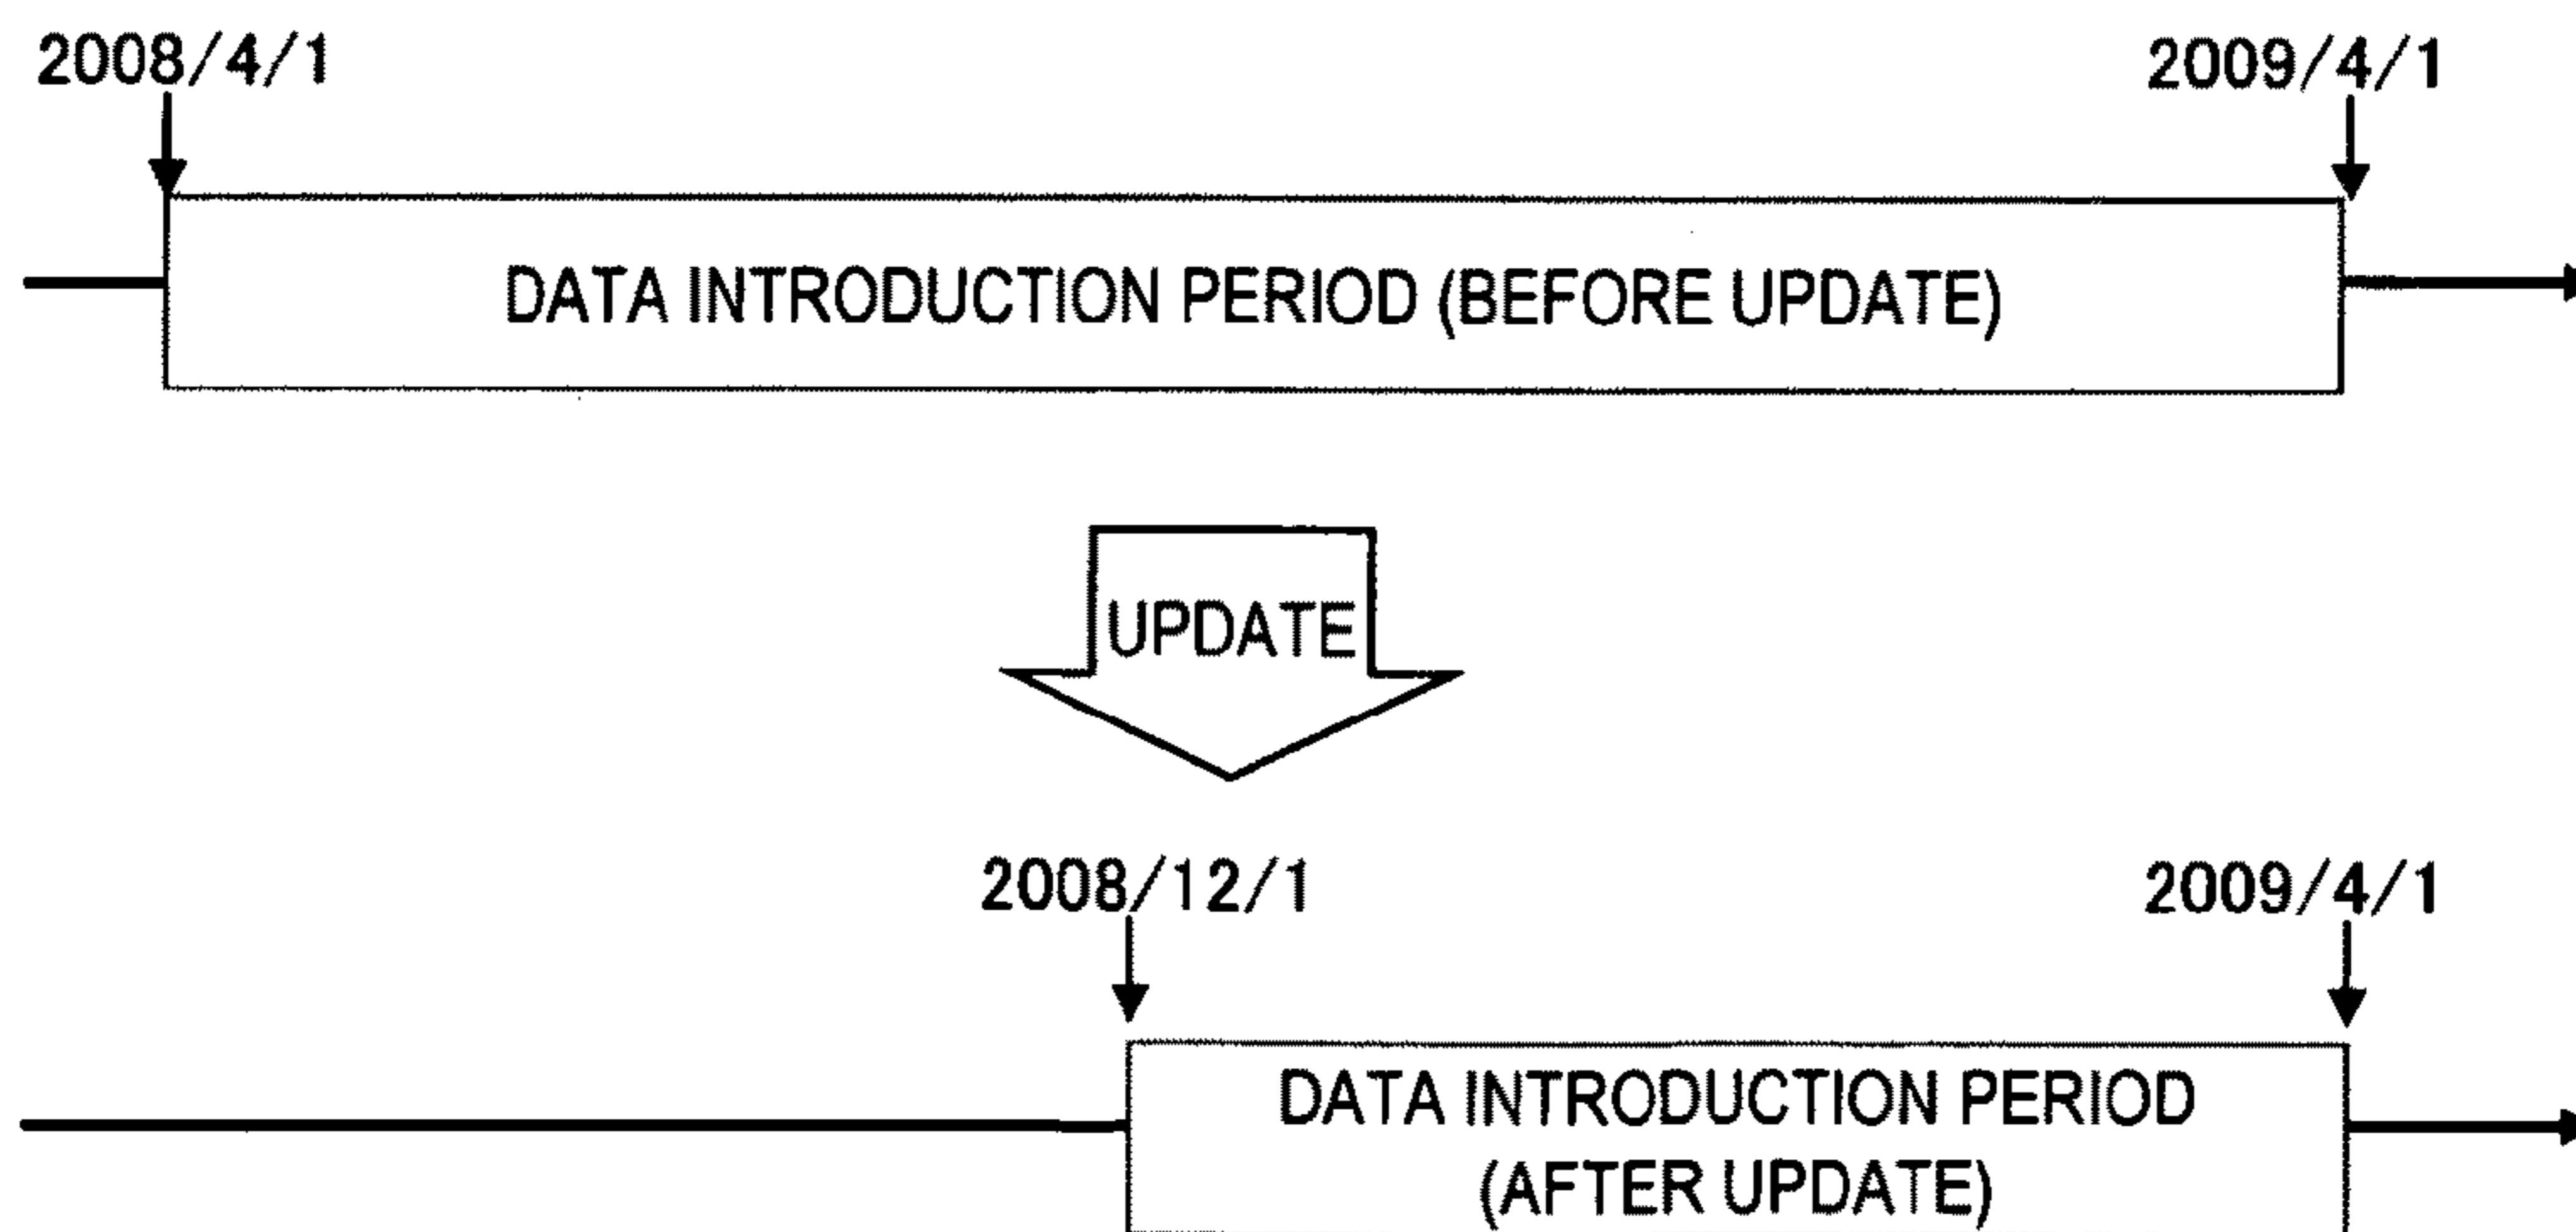 2008/4/1
2009/4/1
DATA INTRODUCTION PERIOD (BEFORE UPDATE)
UPDATE
2008/12/1
2009/4/1
DATA INTRODUCTION PERIOD
(AFTER UPDATE)